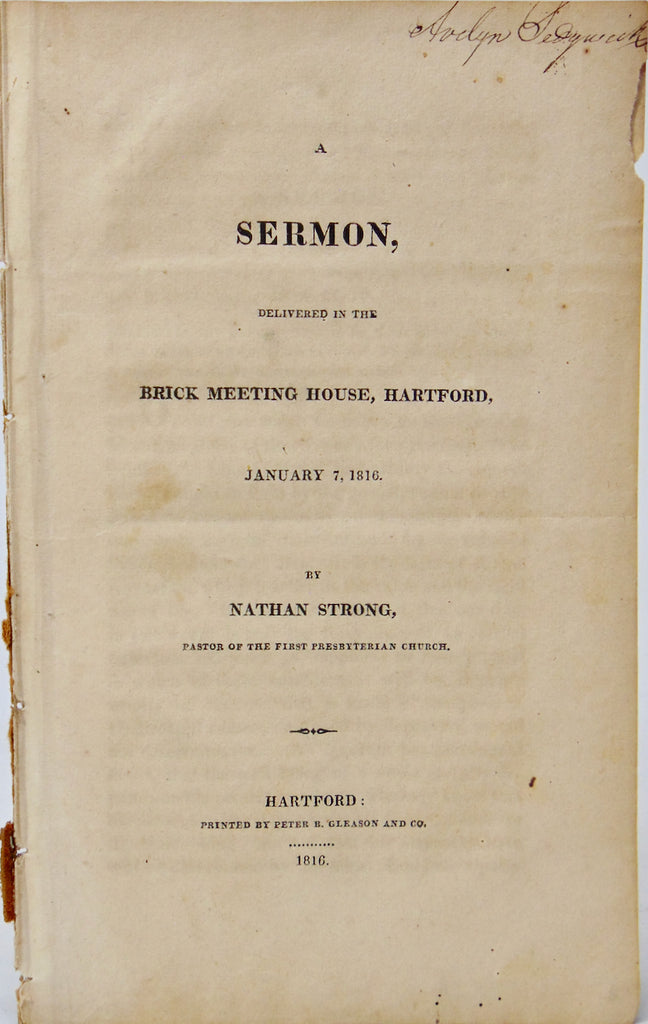 Avelyn Sedgwick
A
SERMON,
DELIVERED IN THE
BRICK MEETING HOUSE, HARTFORD,
JANUARY 7, 1816.
BY
NATHAN STRONG,
PASTOR OF THE FIRST PRESBYTERIAN CHURCH.
HARTFORD:
PRINTED BY PETER B. GLEASON AND CO.
1816.